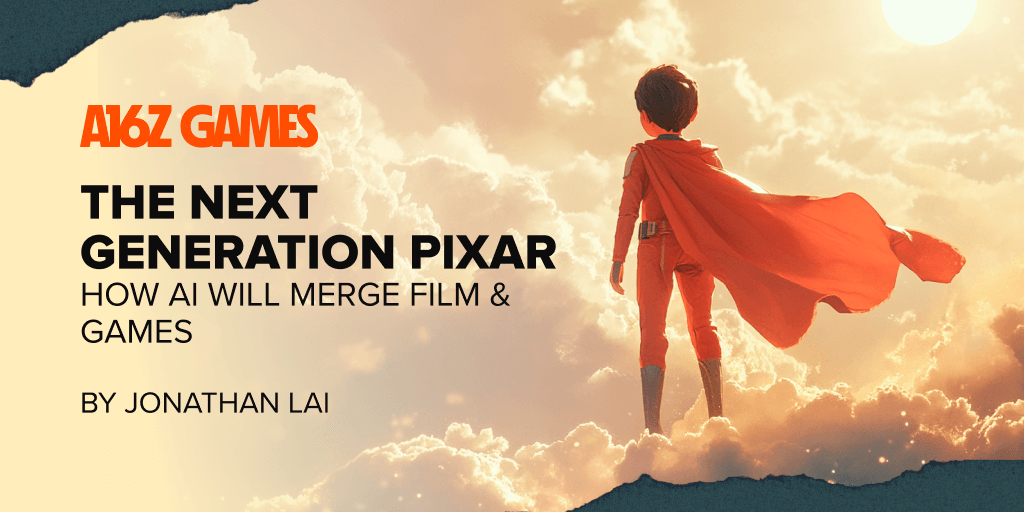 A16Z GAMES
THE NEXT
GENERATION PIXAR
HOW AI WILL MERGE FILM &
GAMES
BY JONATHAN LAI